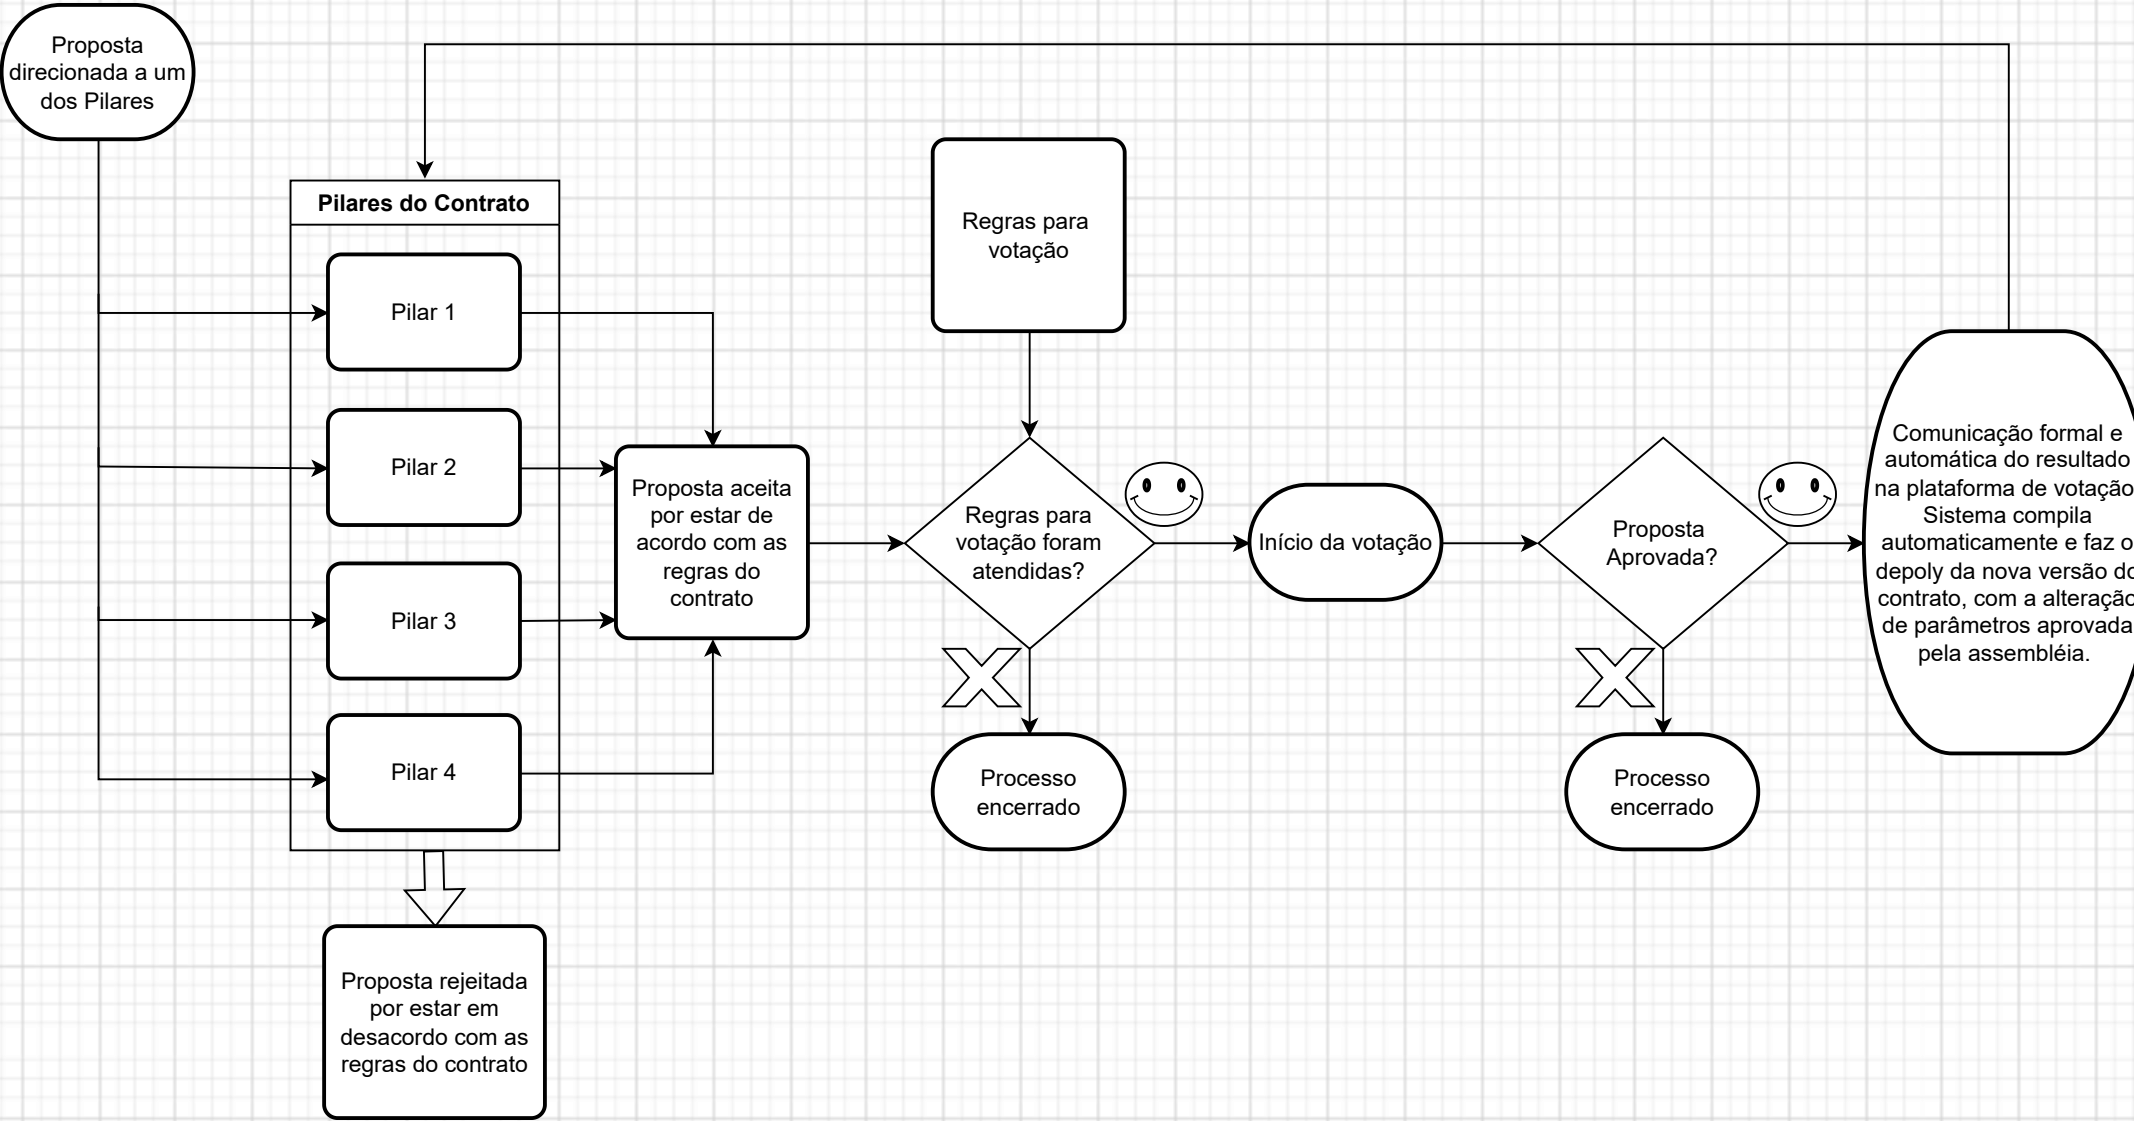 Proposta
direcionada a um
dos Pilares
Pilares do Contrato
Pilar 1
Pilar 2
Pilar 3
Pilar 4
Proposta rejeitada
por estar em
desacordo com as
regras do contrato
Proposta aceita
por estar de
acordo com as
regras do
contrato
Regras para
votação
Regras para
votação foram
atendidas?
Processo
encerrado
Início da votação
Proposta
Aprovada?
Processo
encerrado
Comunicação formal e
automática do resultado
na plataforma de votação
Sistema compila
automaticamente e faz o
depoly da nova versão do
contrato, com a alteração
de parâmetros aprovada
pela assembléia.